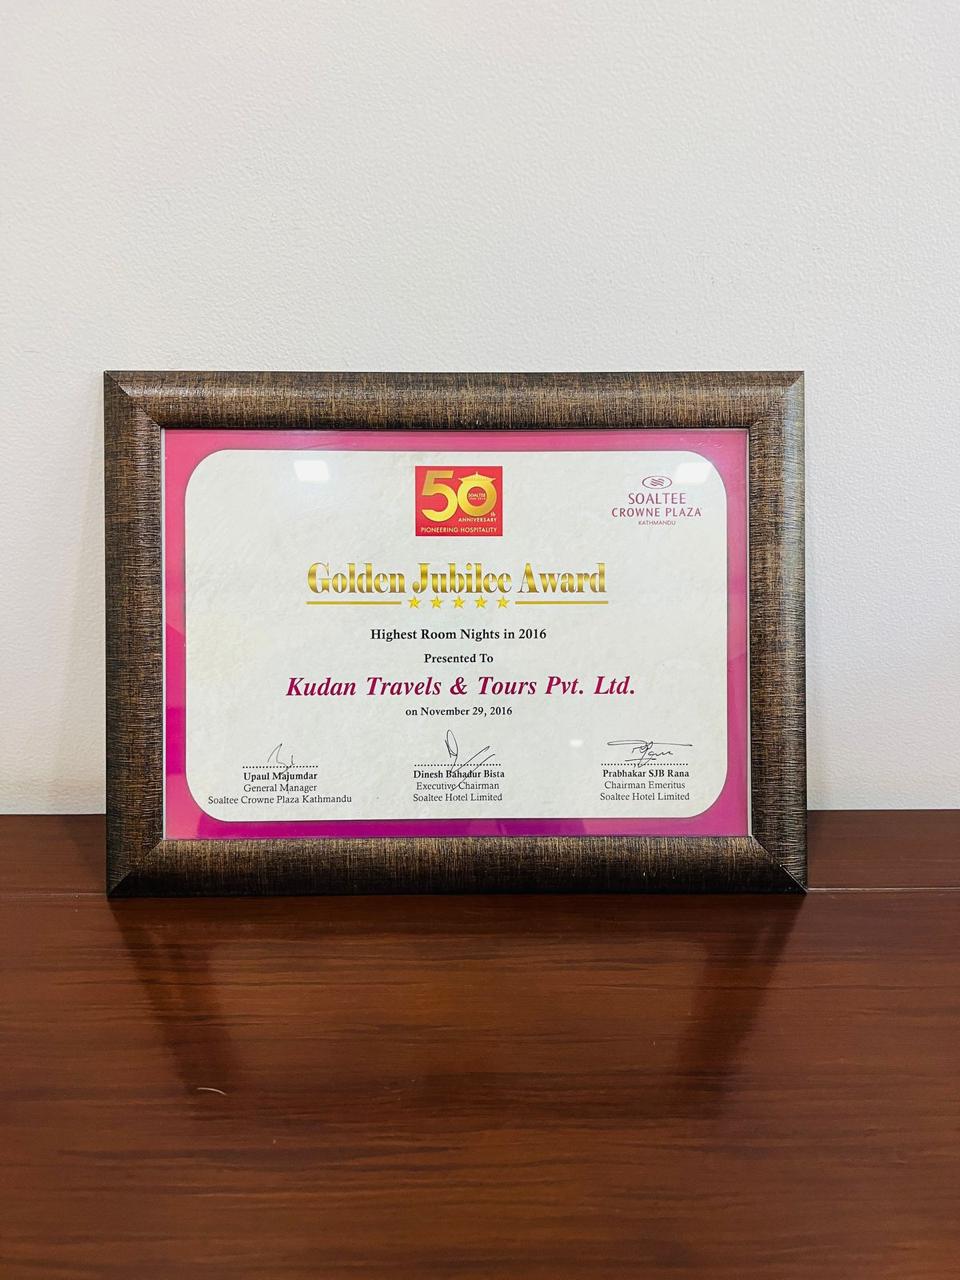 50th
SOALTEE
ANNIVERSARY
PIONEERING HOSPITALITY
SOALTEE
CROWNE PLAZA
KATHMANDU
Golden Jubilee Award
Highest Room Nights in 2016
Presented To
Kudan Travels & Tours Pvt. Ltd.
on November 29, 2016
Upaul Majumdar
General Manager
Soaltee Crowne Plaza Kathmandu
Dinesh Bahadur Bista
Executive Chairman
Soaltee Hotel Limited
Prabhakar SJB Rana
Chairman Emeritus
Soaltee Hotel Limited